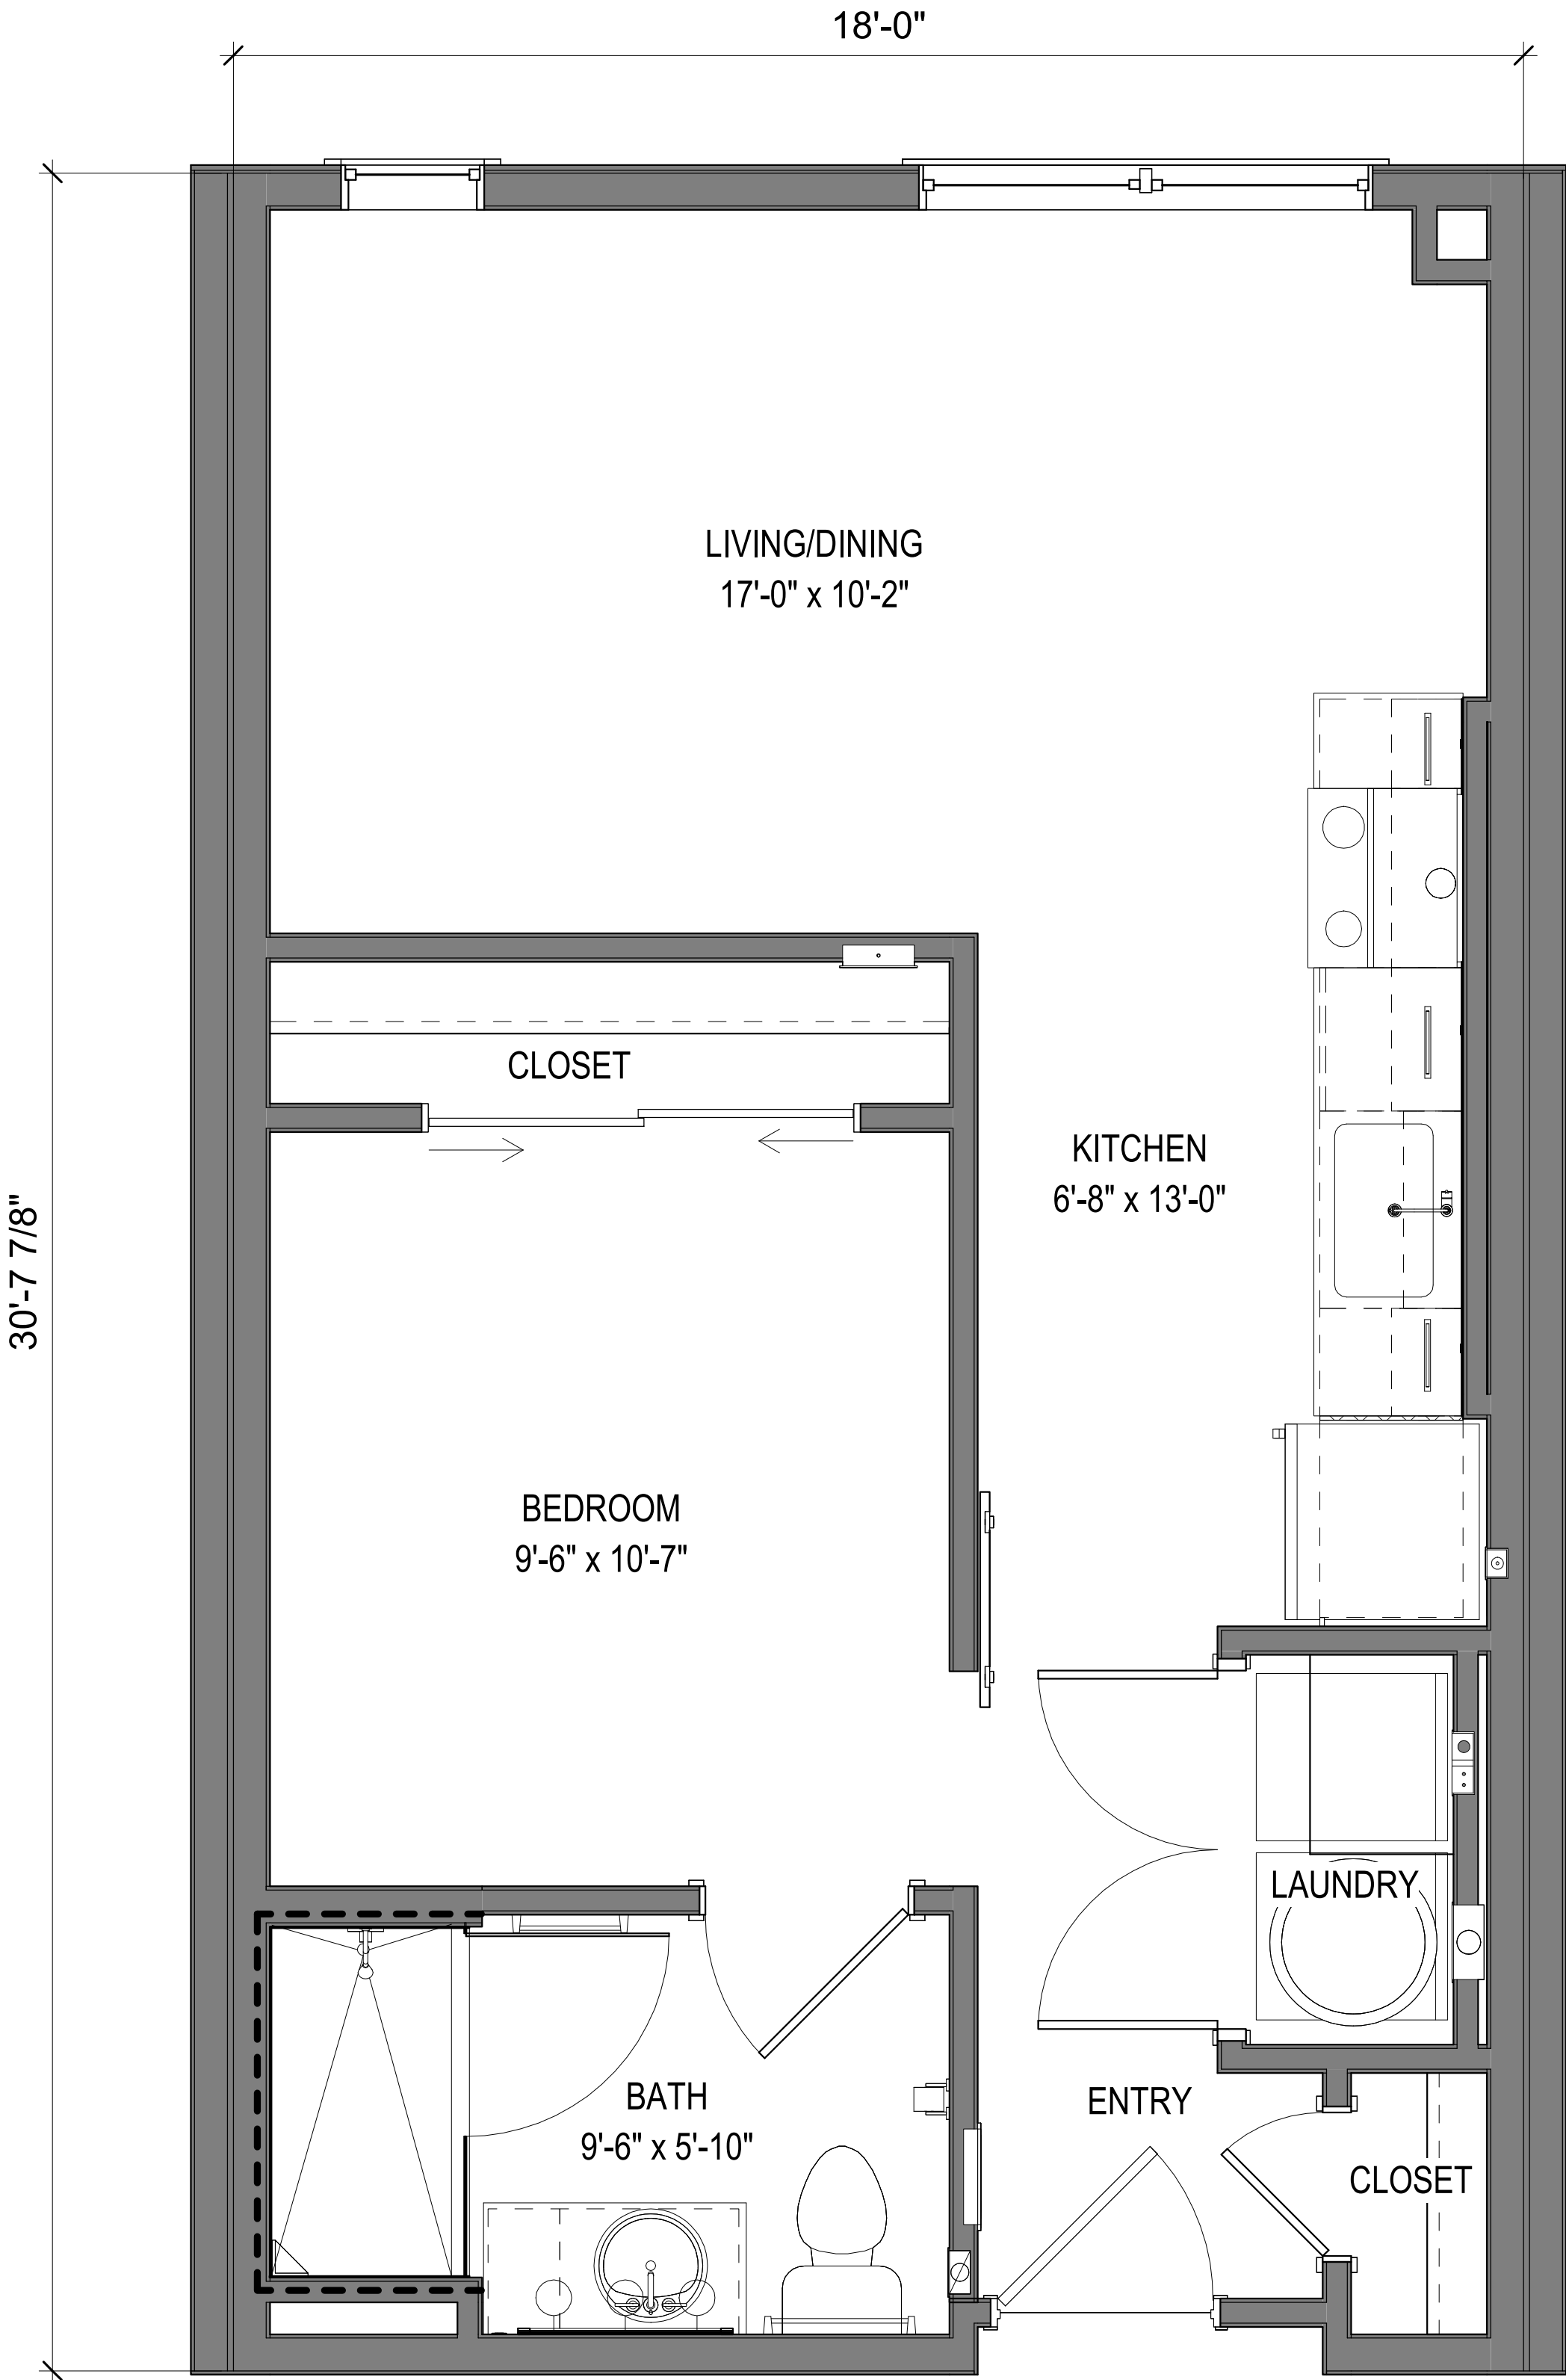 18'-0"
LIVING/DINING
17'-0" x 10'-2"
CLOSET
KITCHEN
6'-8" x 13'-0"
30'-7 7/8"
BEDROOM
9'-6" x 10'-7"
LAUNDRY
BATH
9'-6" x 5'-10"
ENTRY
CLOSET